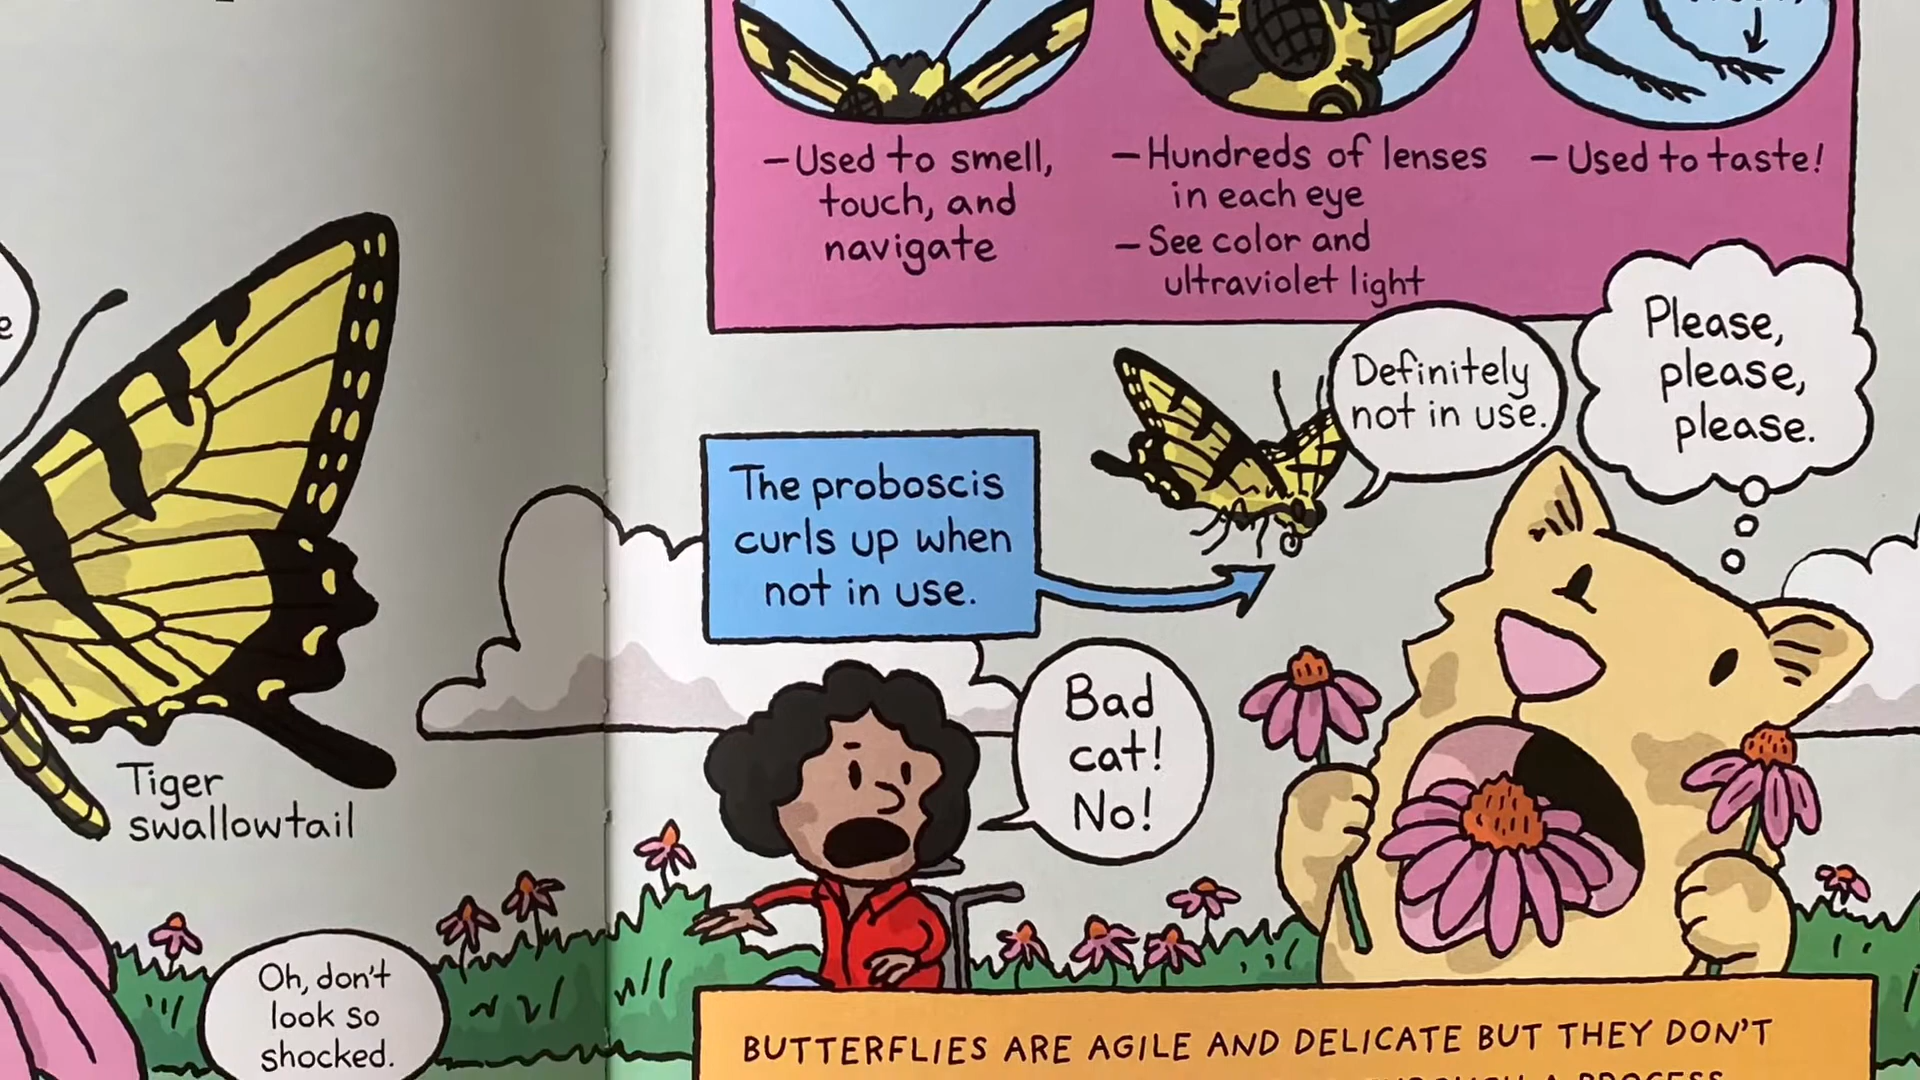 Tiger
swallowtail
Oh, don't
look so
shocked.
– Used to smell,
touch, and
navigate
– Hundreds of lenses
in each eye
– See color and
ultraviolet light
– Used to taste!
Definitely
not in use.
Please,
please,
please.
The proboscis
curls up when
not in use.
Bad
cat!
No!
BUTTERFLIES ARE AGILE AND DELICATE BUT THEY DON'T
THROUGH A PROCESS